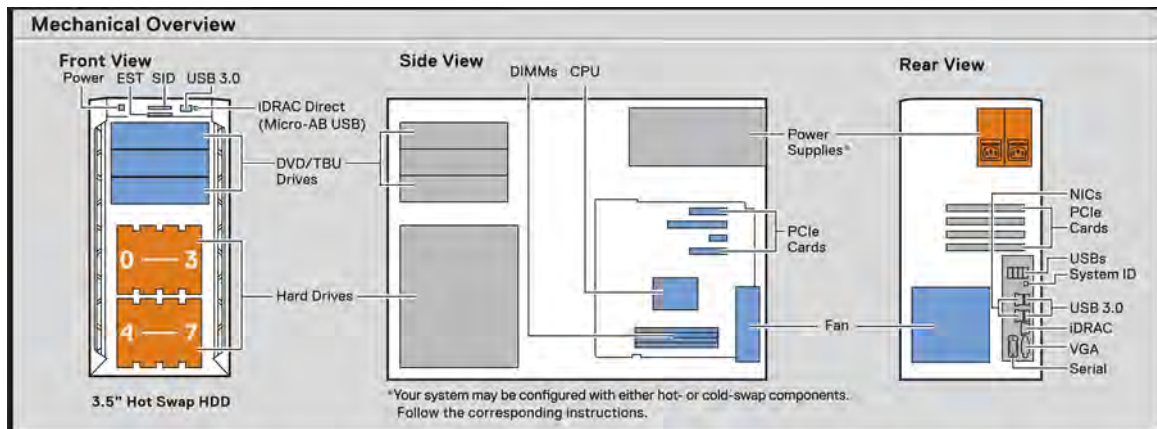 Mechanical Overview
Front View
Power EST SID USB 3.0
iDRAC Direct
(Micro-AB USB)
DVD/TBU
Drives
0 — 3
4 — 7
Hard Drives
3.5" Hot Swap HDD
Side View
DIMMs CPU
Power
Supplies*
PCIe
Cards
Fan
*Your system may be configured with either hot- or cold-swap components.
Follow the corresponding instructions.
Rear View
NICs
PCIe
Cards
USBs
System ID
USB 3.0
iDRAC
VGA
Serial